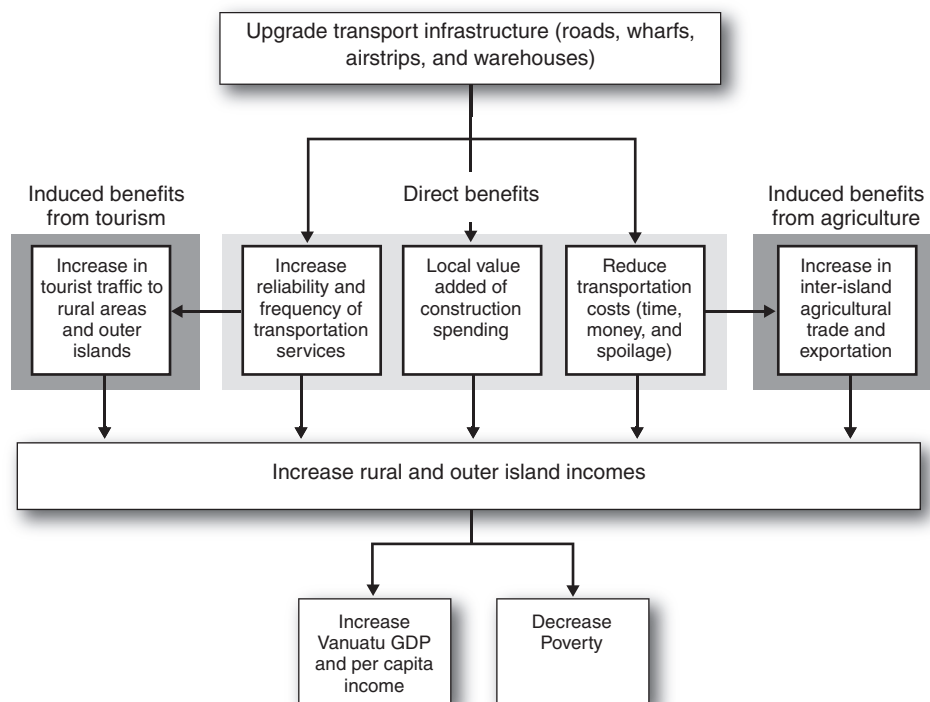 Upgrade transport infrastructure (roads, wharfs,
airstrips, and warehouses)
Induced benefits
from tourism
Direct benefits
Induced benefits
from agriculture
Increase in
tourist traffic to
rural areas
and outer
islands
Increase
reliability and
frequency of
transportation
services
Local value
added of
construction
spending
Reduce
transportation
costs (time,
money, and
spoilage)
Increase in
inter-island
agricultural
trade and
exportation
Increase rural and outer island incomes
Increase
Vanuatu GDP
and per capita
income
Decrease
Poverty